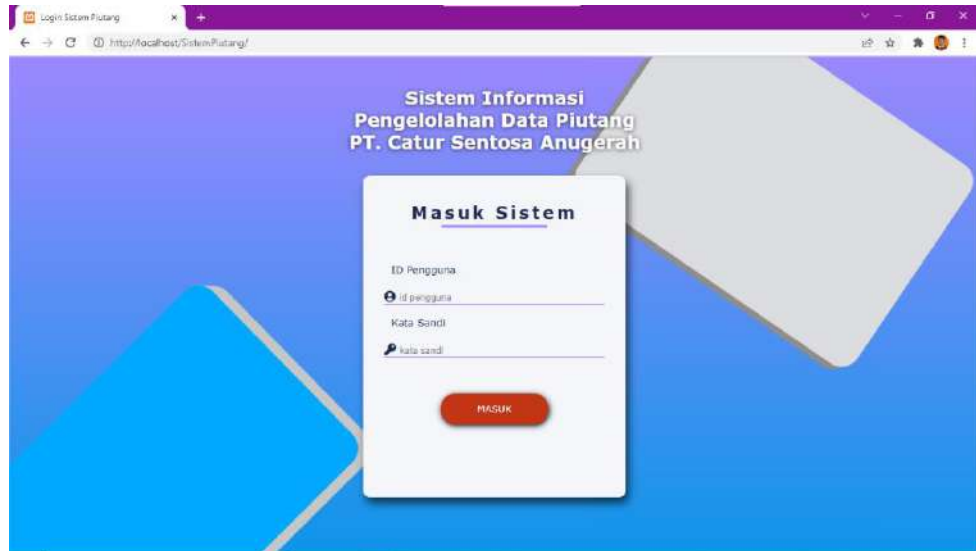 Login Sistem Piutang
http://localhost/SistemPiutang/
Sistem Informasi
Pengelolahan Data Piutang
PT. Catur Sentosa Anugerah
Masuk Sistem
ID Pengguna
id pengguna
Kata Sandi
kata sandi
MASUK